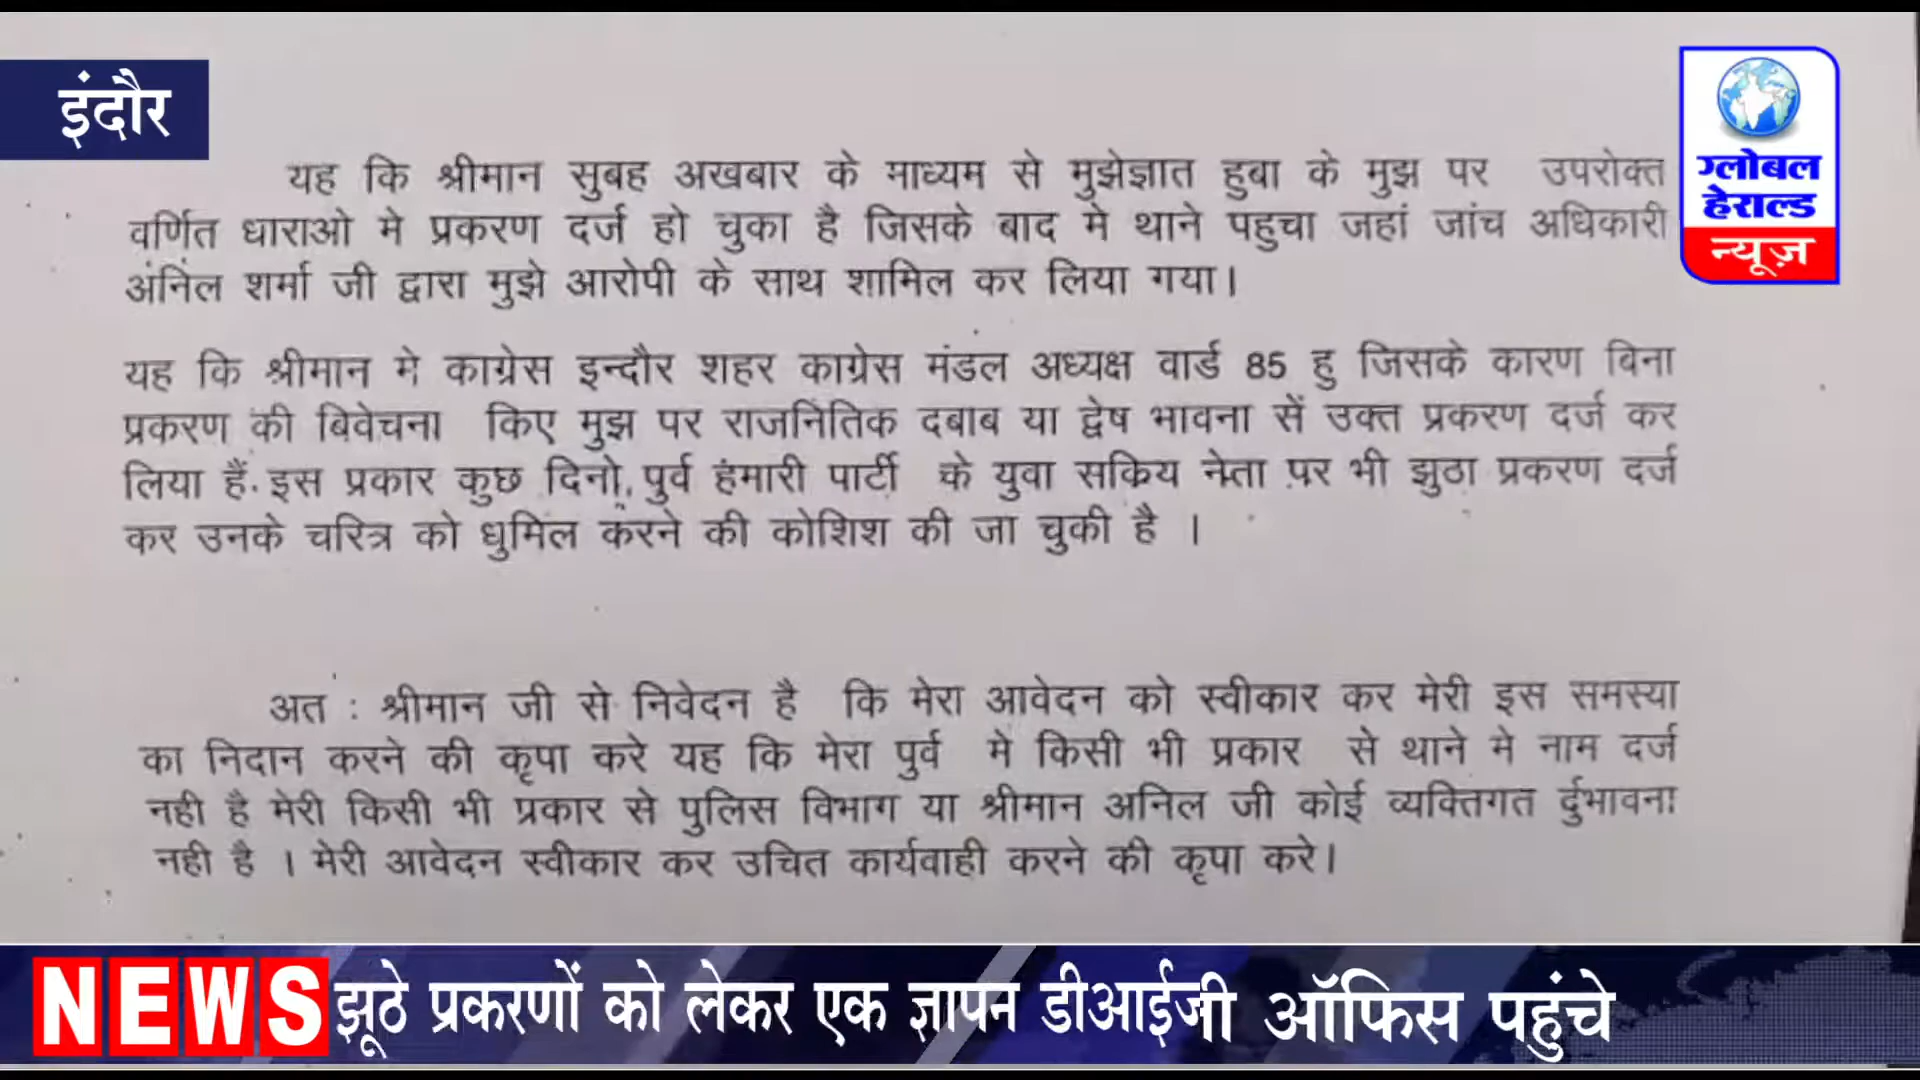 इंदौर
ग्लोबल
हेराल्ड
न्यूज़
यह कि श्रीमान सुबह अखबार के माध्यम से मुझेज्ञात हुबा के मुझ पर उपरोक्त
वर्णित धाराओ मे प्रकरण दर्ज हो चुका है जिसके बाद मे थाने पहुचा जहां जांच अधिकारी
अनिल शर्मा जी द्वारा मुझे आरोपी के साथ शामिल कर लिया गया।
यह कि श्रीमान मे काग्रेस इन्दौर शहर काग्रेस मंडल अध्यक्ष वार्ड 85 हु जिसके कारण बिना
प्रकरण की बिवेचना किए मुझ पर राजनितिक दबाब या द्वेष भावना सें उक्त प्रकरण दर्ज कर
लिया हैं. इस प्रकार कुछ दिनो, पुर्व हंमारी पार्टी के युवा सकिय नेता पर भी झुठा प्रकरण दर्ज
कर उनके चरित्र को धुमिल करने की कोशिश की जा चुकी है ।
अत : श्रीमान जी से निवेदन है कि मेरा आवेदन को स्वीकार कर मेरी इस समस्या
का निदान करने की कृपा करे यह कि मेरा पुर्व मे किसी भी प्रकार से थाने मे नाम दर्ज
नही है मेरी किसी भी प्रकार से पुलिस विभाग या श्रीमान अनिल जी कोई व्यक्तिगत र्दुभावना
नही है । मेरी आवेदन स्वीकार कर उचित कार्यवाही करने की कृपा करे।
NEWS झूठे प्रकरणों को लेकर एक ज्ञापन डीआईजी ऑफिस पहुंचे